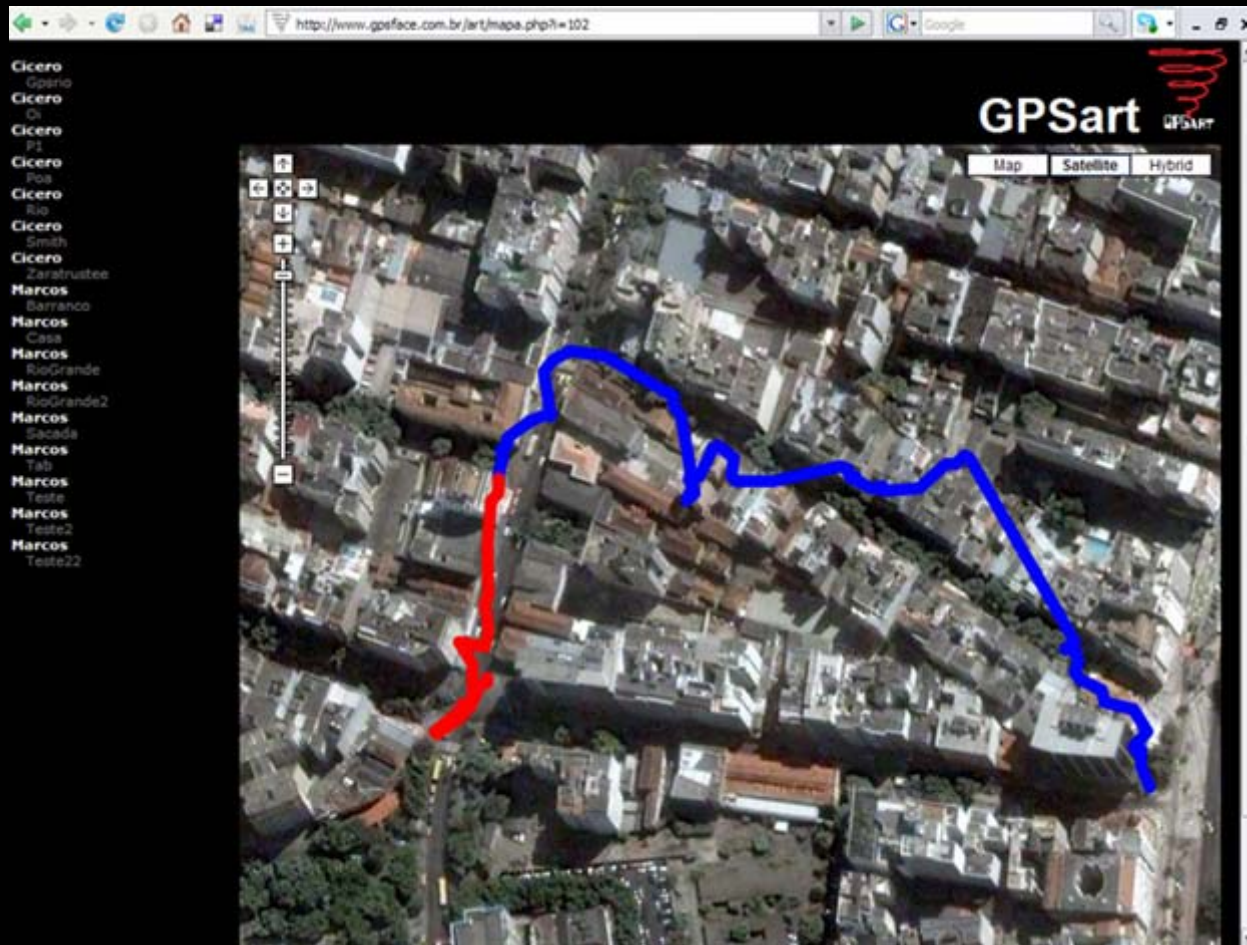 http://www.gpsface.com.br/art/mapa.php?i=102
Google
Cicero
Gpsrio
Cicero
Oi
Cicero
P1
Cicero
Poa
Cicero
Rio
Cicero
Smith
Cicero
Zaratrustee
Marcos
Barranco
Marcos
Casa
Marcos
RioGrande
Marcos
RioGrande2
Marcos
Sacada
Marcos
Tab
Marcos
Teste
Marcos
Teste2
Marcos
Teste22
GPSart
GPSART
Map Satellite Hybrid